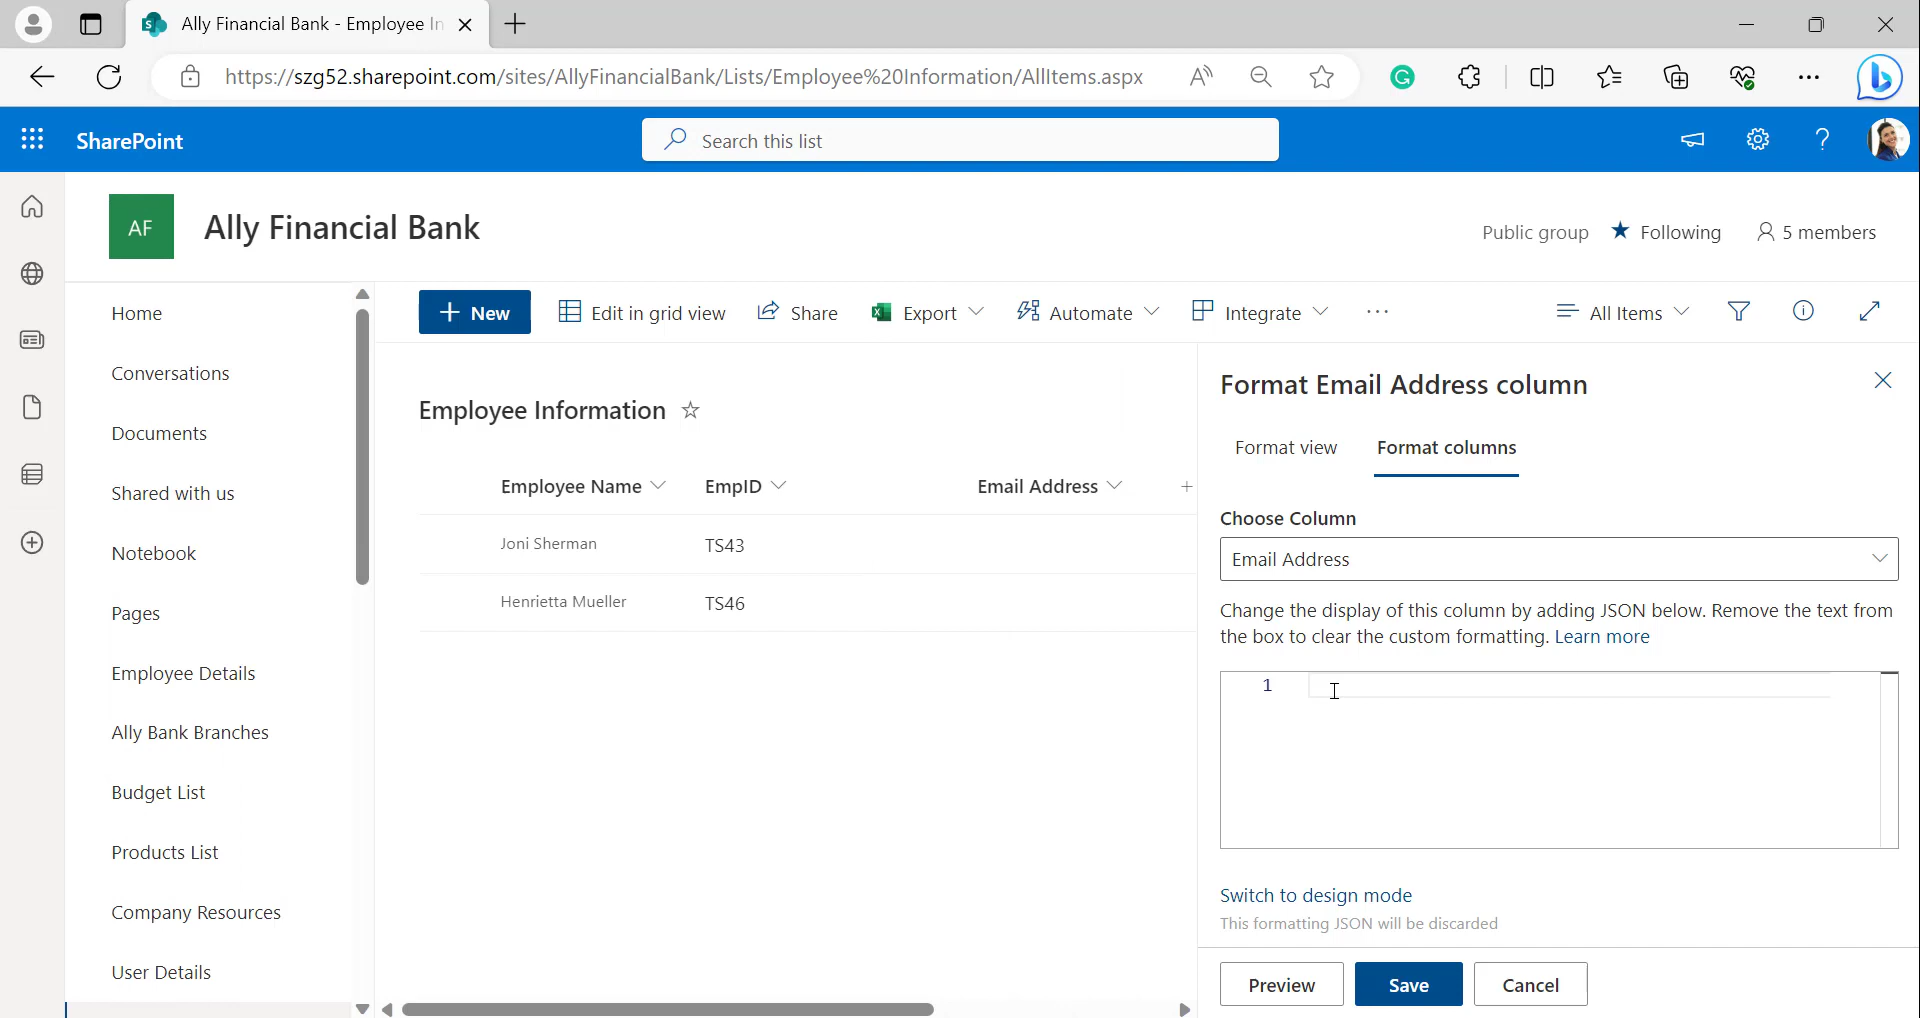 Ally Financial Bank - Employee In
https://szg52.sharepoint.com/sites/AllyFinancialBank/Lists/Employee%20Information/AllItems.aspx
SharePoint
Search this list
AF
Ally Financial Bank
Public group
Following
5 members
Home
Conversations
Documents
Shared with us
Notebook
Pages
Employee Details
Ally Bank Branches
Budget List
Products List
Company Resources
User Details
New
Edit in grid view
Share
Export
Automate
Integrate
All Items
Employee Information
Employee Name
EmpID
Email Address
Joni Sherman
TS43
Henrietta Mueller
TS46
Format Email Address column
Format view
Format columns
Choose Column
Email Address
Change the display of this column by adding JSON below. Remove the text from
the box to clear the custom formatting. Learn more
1
Switch to design mode
This formatting JSON will be discarded
Preview
Save
Cancel